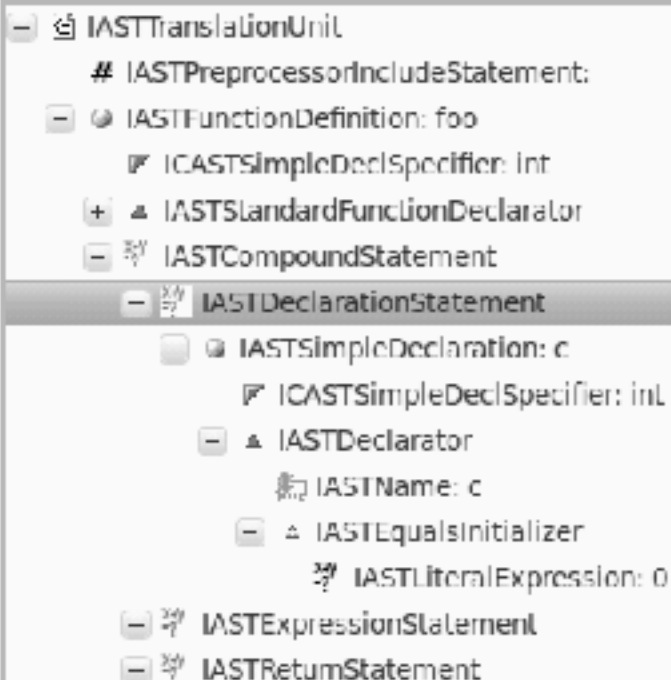 IASTTranslationUnit
# IASTPreprocessorIncludeStatement:
IASTFunctionDefinition: foo
ICASTSimpleDeclSpecifier: int
IASTStandardFunctionDeclarator
IASTCompoundStatement
IASTDeclarationStatement
IASTSimpleDeclaration: c
ICASTSimpleDeclSpecifier: int
IASTDeclarator
IASTName: c
IASTEqualsInitializer
IASTLiteralExpression: 0
IASTExpressionStatement
IASTReturnStatement